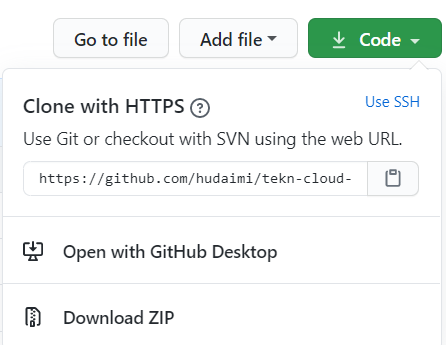 Go to file
Add file
Code
Clone with HTTPS ?
Use SSH
Use Git or checkout with SVN using the web URL.
https://github.com/hudaimi/tekn-cloud-
Open with GitHub Desktop
Download ZIP